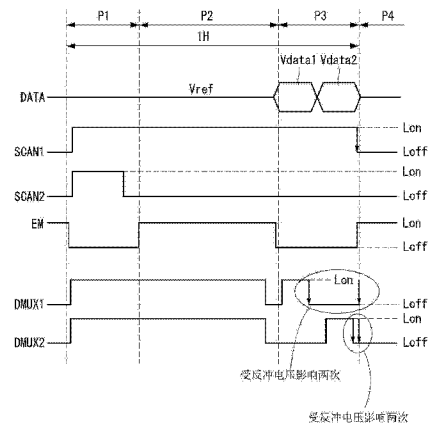 P1 P2 P3 P4
1H
Vdata1 Vdata2
DATA Vref
Lon
SCAN1 Loff
Lon
SCAN2 Loff
EM Lon
Loff
Lon
DMUX1 Loff
Lon
DMUX2 Loff
受反冲电压影响两次
受反冲电压影响两次